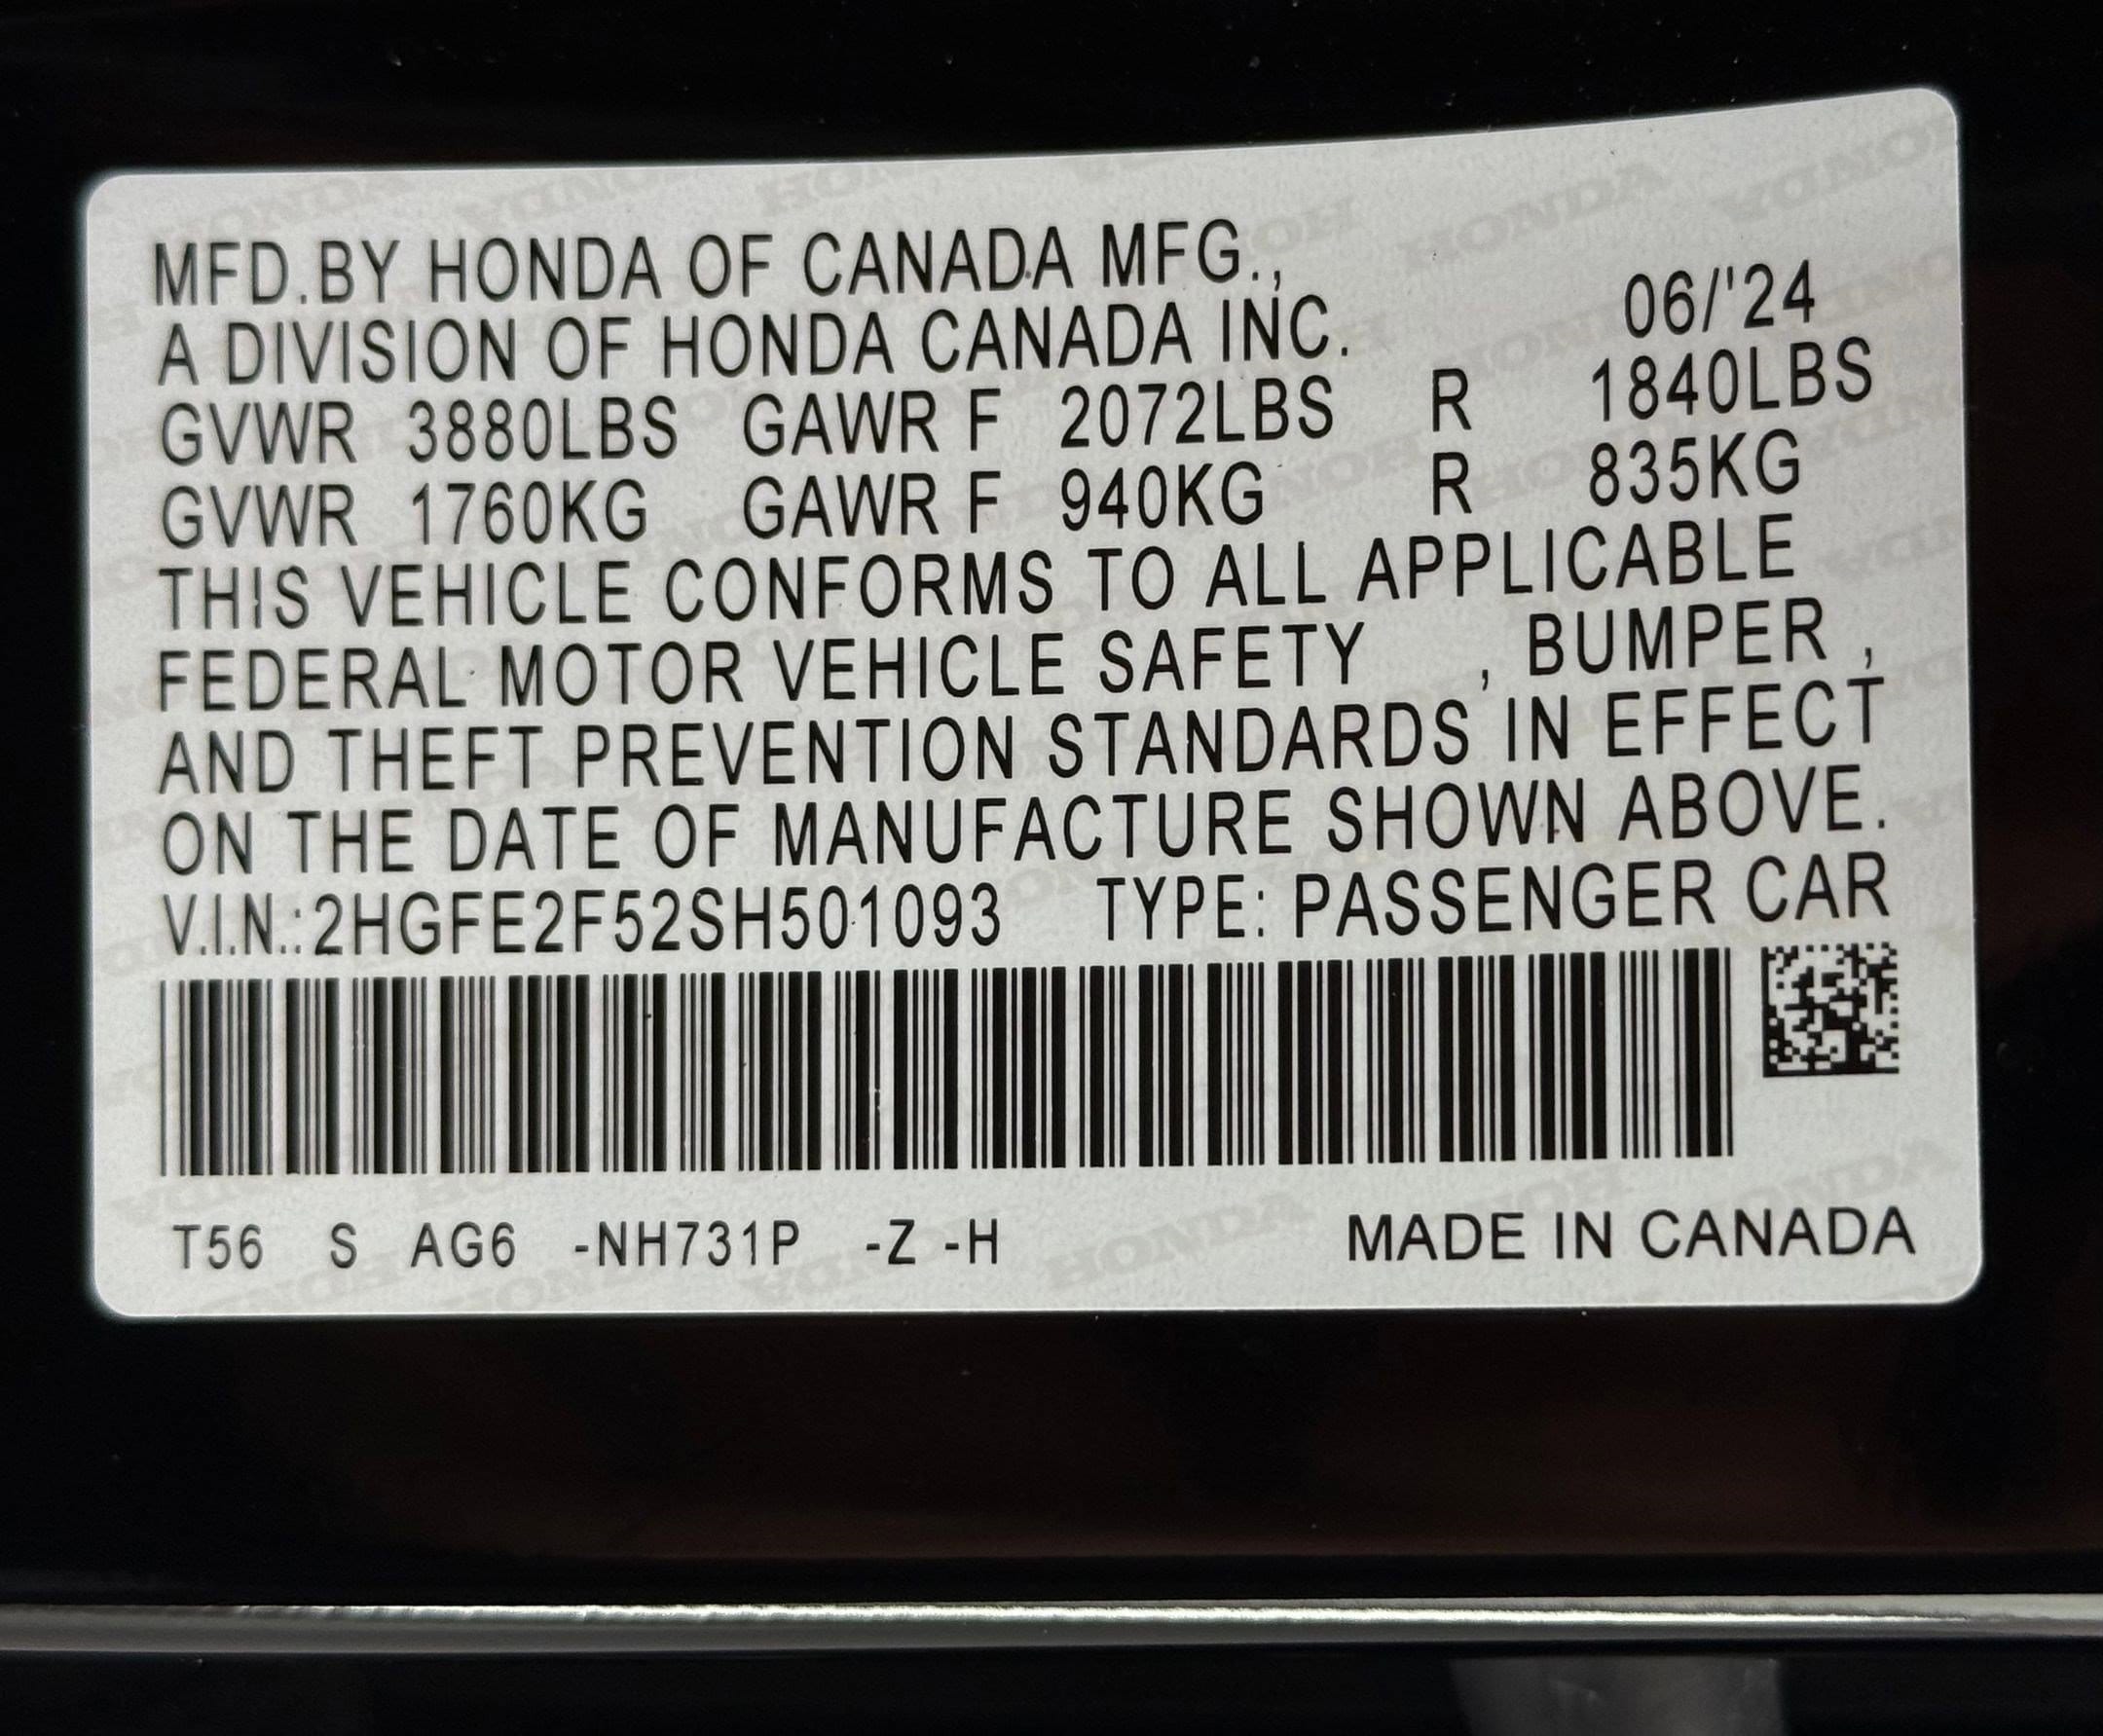 MFD.BY HONDA OF CANADA MFG.,
A DIVISION OF HONDA CANADA INC. 06/'24
GVWR 3880LBS GAWR F 2072LBS R 1840LBS
GVWR 1760KG GAWR F 940KG R 835KG
THIS VEHICLE CONFORMS TO ALL APPLICABLE
FEDERAL MOTOR VEHICLE SAFETY , BUMPER ,
AND THEFT PREVENTION STANDARDS IN EFFECT
ON THE DATE OF MANUFACTURE SHOWN ABOVE.
V.I.N.:2HGFE2F52SH501093 TYPE: PASSENGER CAR
T56 S AG6 -NH731P -Z -H MADE IN CANADA